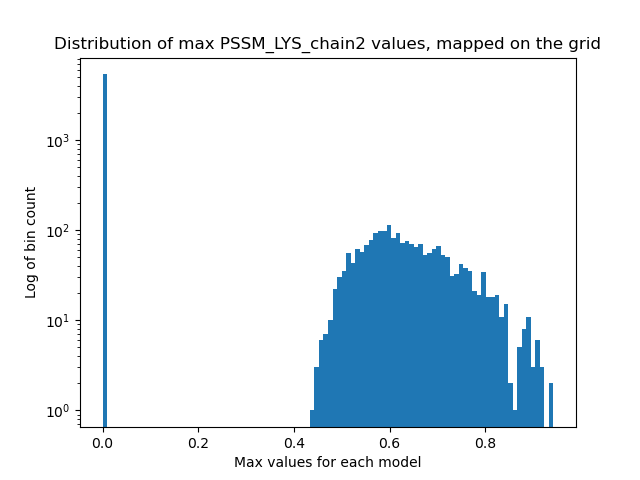 Distribution of max PSSM_LYS_chain2 values, mapped on the grid
Log of bin count
10³
10²
10¹
10⁰
0.0 0.2 0.4 0.6 0.8
Max values for each model